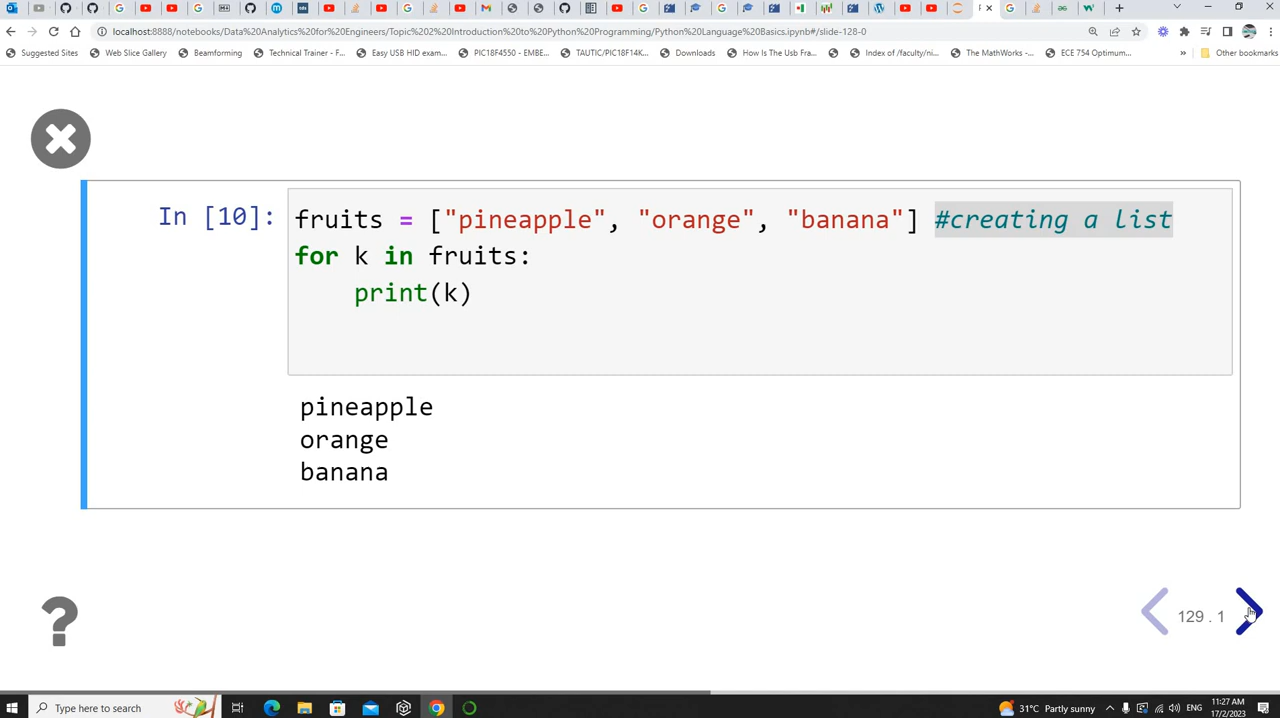 localhost:8888/notebooks/Data%20Analytics%20for%20Engineers/Topic%202%20Introduction%20to%20Python%20Programming/Python%20Language%20Basics.ipynb#/slide-128-0
Suggested Sites
Web Slice Gallery
Beamforming
Technical Trainer - F...
Easy USB HID exam...
PIC18F4550 - EMBE...
TAUTIC/PIC18F14K...
Downloads
How Is The Usb Fra...
Index of /faculty/ni...
The MathWorks -...
ECE 754 Optimum...
»
Other bookmarks
In [10]:
fruits = ["pineapple", "orange", "banana"] #creating a list
for k in fruits:
    print(k)
pineapple
orange
banana
?
129 . 1
Type here to search
31°C Partly sunny
11:27 AM
17/2/2023